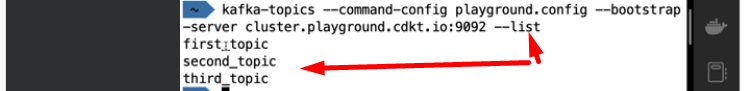 ~ kafka-topics --command-config playground.config --bootstrap
-server cluster.playground.cdkt.io:9092 --list
first_topic
second_topic
third_topic